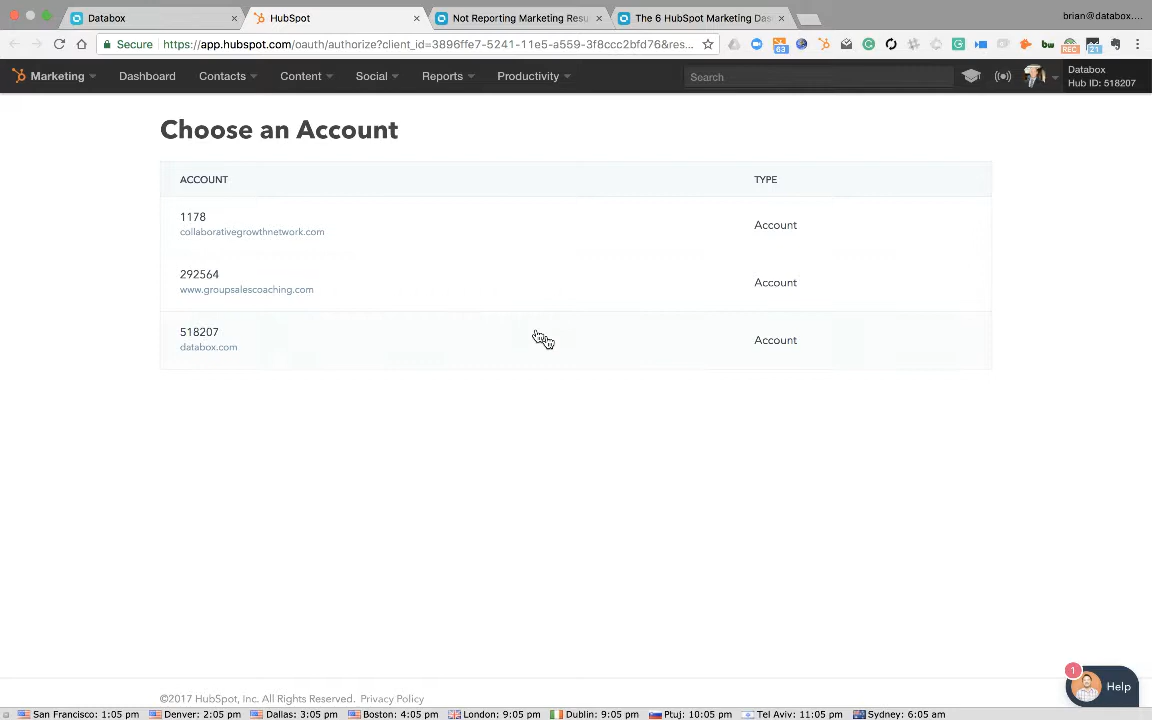 Databox
HubSpot
Not Reporting Marketing Resu
The 6 HubSpot Marketing Das
brian@databox....
Secure
https://app.hubspot.com/oauth/authorize?client_id=3896ffe7-5241-11e5-a559-3f8ccc2bfd76&res...
63
REC
21
bw
Marketing
Dashboard
Contacts
Content
Social
Reports
Productivity
Search
Databox
Hub ID: 518207
Choose an Account
ACCOUNT
TYPE
1178
collaborativegrowthnetwork.com
Account
292564
www.groupsalescoaching.com
Account
518207
databox.com
Account
1
Help
©2017 HubSpot, Inc. All Rights Reserved. Privacy Policy
San Francisco: 1:05 pm
Denver: 2:05 pm
Dallas: 3:05 pm
Boston: 4:05 pm
London: 9:05 pm
Dublin: 9:05 pm
Ptuj: 10:05 pm
Tel Aviv: 11:05 pm
Sydney: 6:05 am